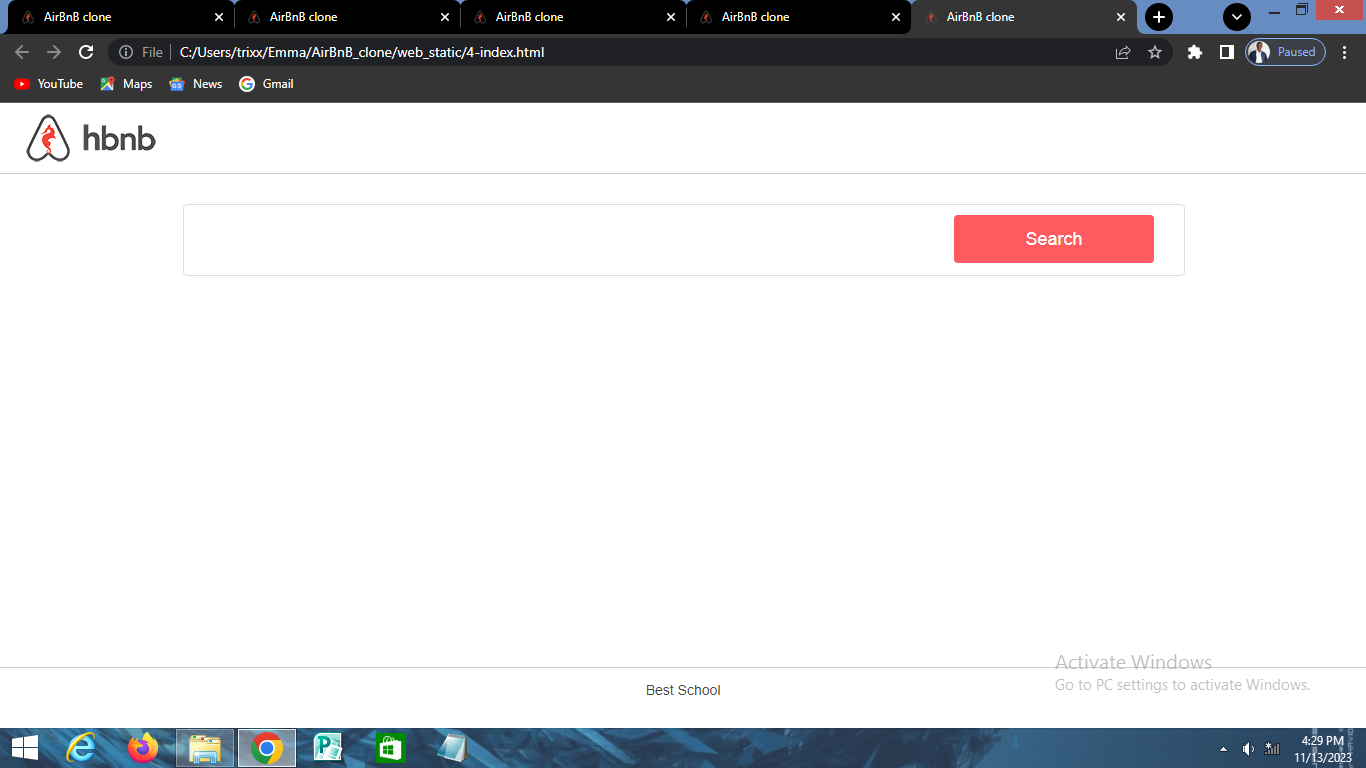 AirBnB clone AirBnB clone AirBnB clone AirBnB clone AirBnB clone
File C:/Users/trixx/Emma/AirBnB_clone/web_static/4-index.html Paused
YouTube Maps News Gmail
hbnb
Search
Activate Windows
Go to PC settings to activate Windows.
Best School
4:29 PM
11/13/2023